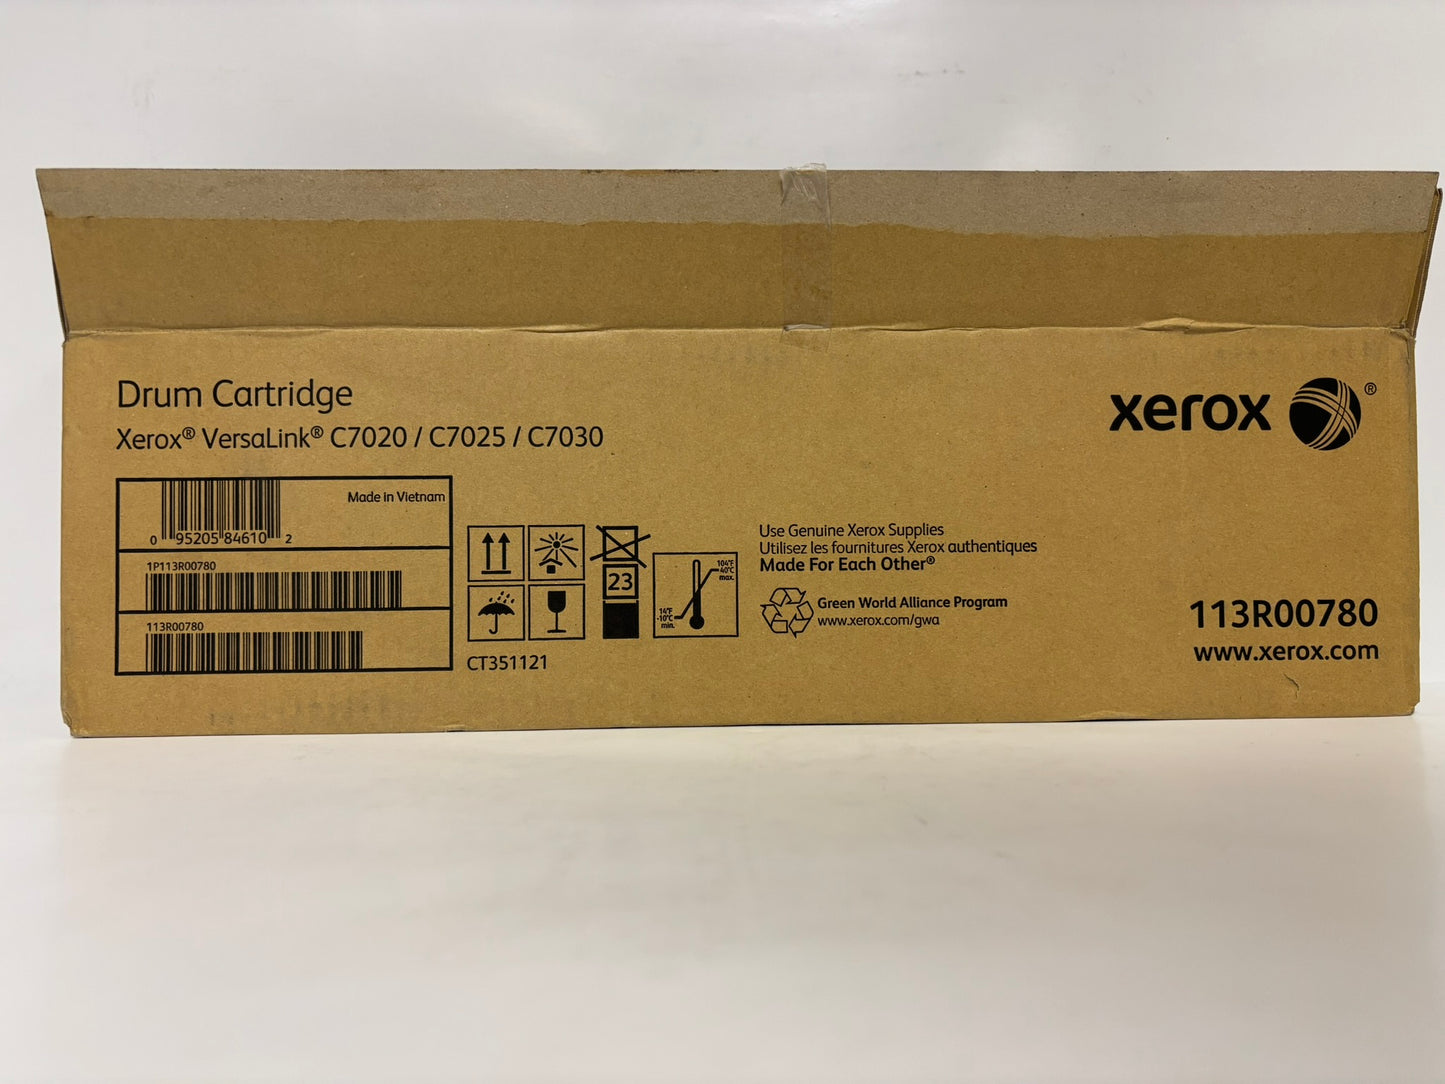 Drum Cartridge
Xerox® VersaLink® C7020 / C7025 / C7030
xerox ®
Made in Vietnam
0 95205 84610 2
1P113R00780
113R00780
23
104°F
40°C
max.
14°F
-10°C
min.
CT351121
Use Genuine Xerox Supplies
Utilisez les fournitures Xerox authentiques
Made For Each Other®
Green World Alliance Program
www.xerox.com/gwa
113R00780
www.xerox.com